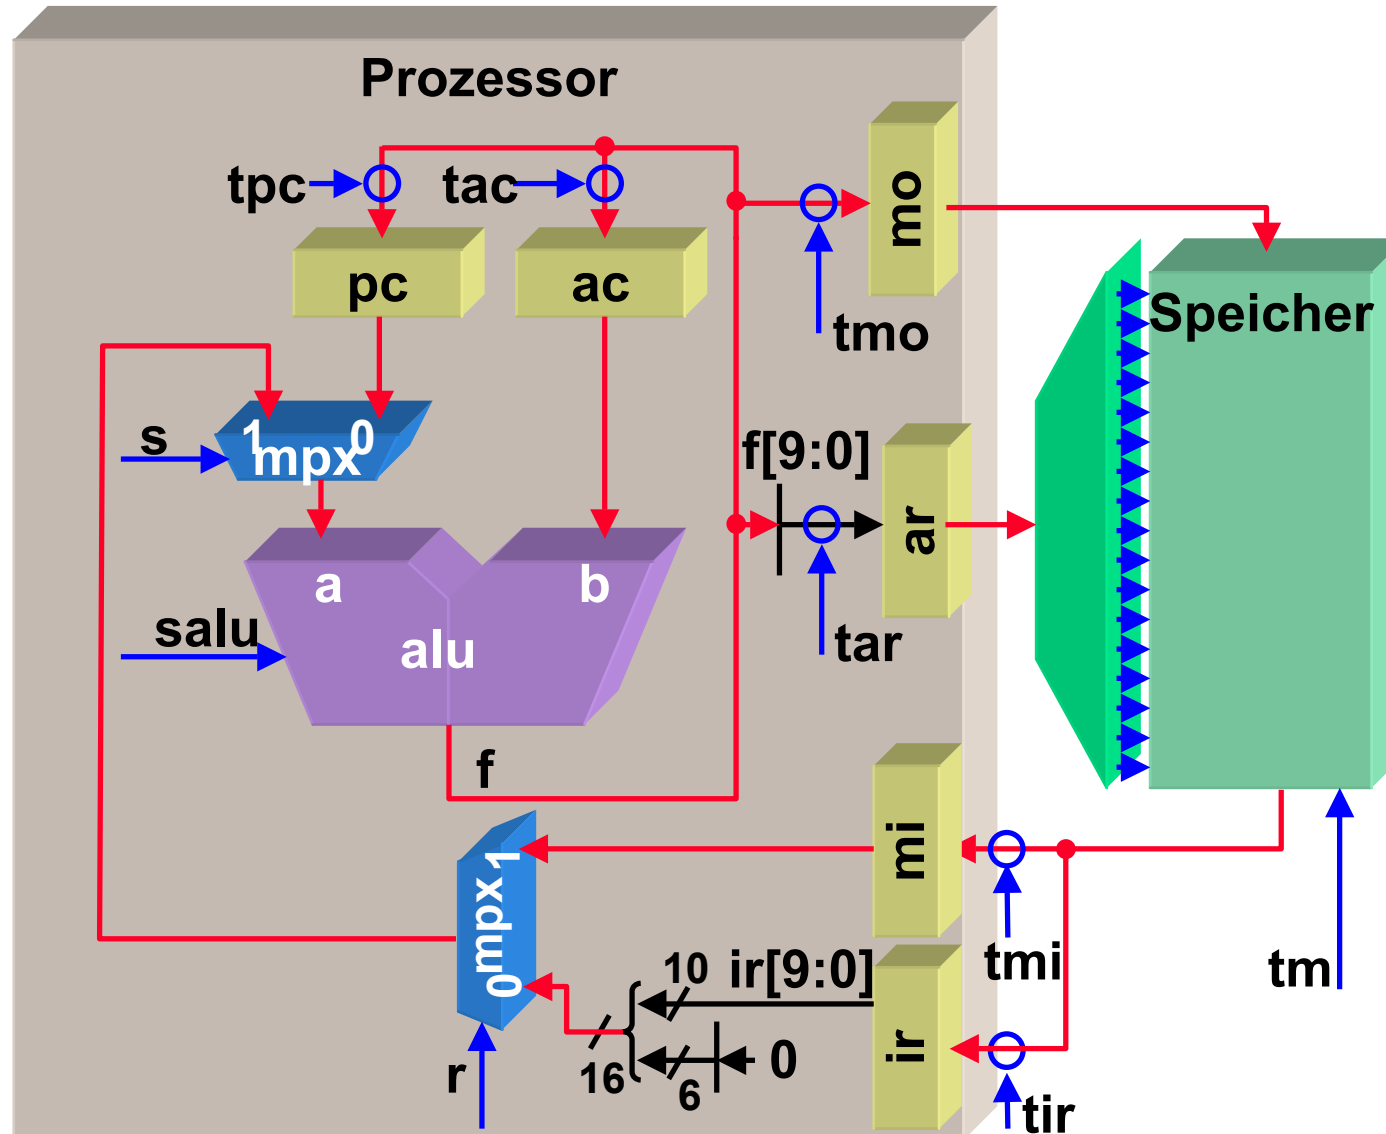 Prozessor
mo
tpc
tac
pc
ac
tmo
Speicher
s
1
0
mpx
f[9:0]
ar
a
b
salu
alu
tar
f
mi
1
mpx
0
tmi
tm
10
ir[9:0]
ir
16
6
0
r
tir